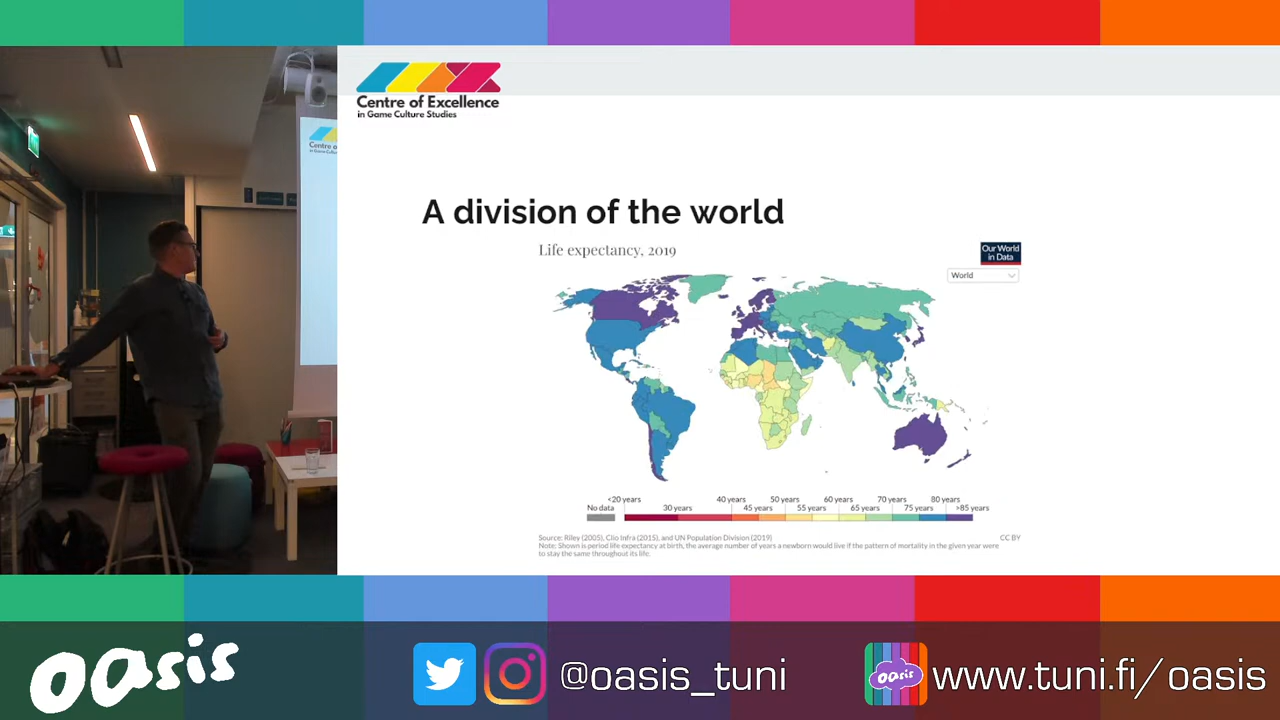 Centre of Excellence
in Game Culture Studies
Centre o
in Game Cultur
A division of the world
Life expectancy, 2019
Our World
in Data
World
No data
<20 years
30 years
40 years
45 years
50 years
55 years
60 years
65 years
70 years
75 years
80 years
>85 years
Source: Riley (2005), Clio Infra (2015), and UN Population Division (2019)
CC BY
Note: Shown is period life expectancy at birth, the average number of years a newborn would live if the pattern of mortality in the given year were
to stay the same throughout its life.
oasis
@oasis_tuni
oasis
www.tuni.fi/oasis